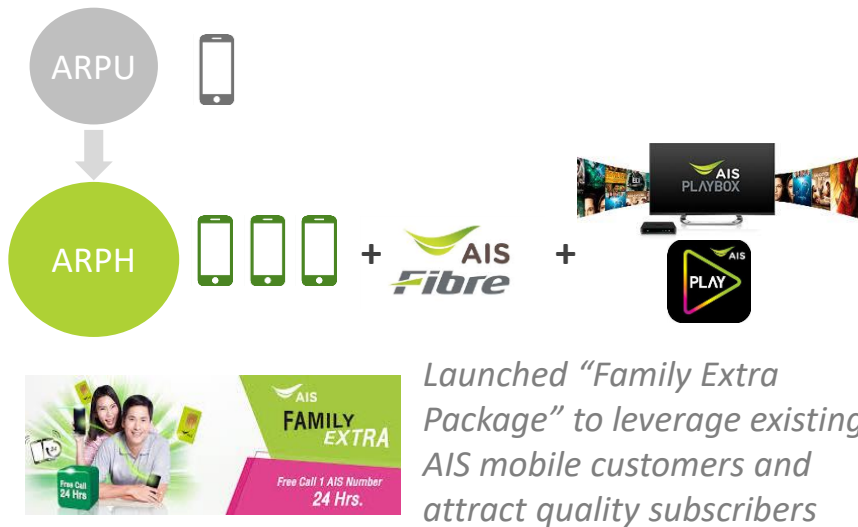 ARPU
ARPH
+
AIS
Fibre
+
AIS
PLAYBOX
AIS
PLAY
AIS
FAMILY
EXTRA
Free Call 1 AIS Number
24 Hrs.
Free Call
24 Hrs
Launched “Family Extra
Package” to leverage existing
AIS mobile customers and
attract quality subscribers